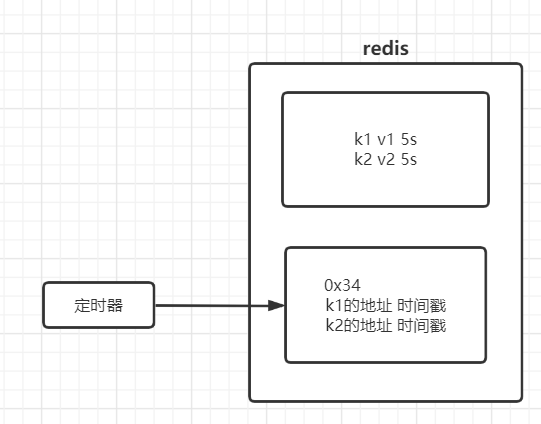 redis
k1 v1 5s
k2 v2 5s
定时器
0x34
k1的地址 时间戳
k2的地址 时间戳